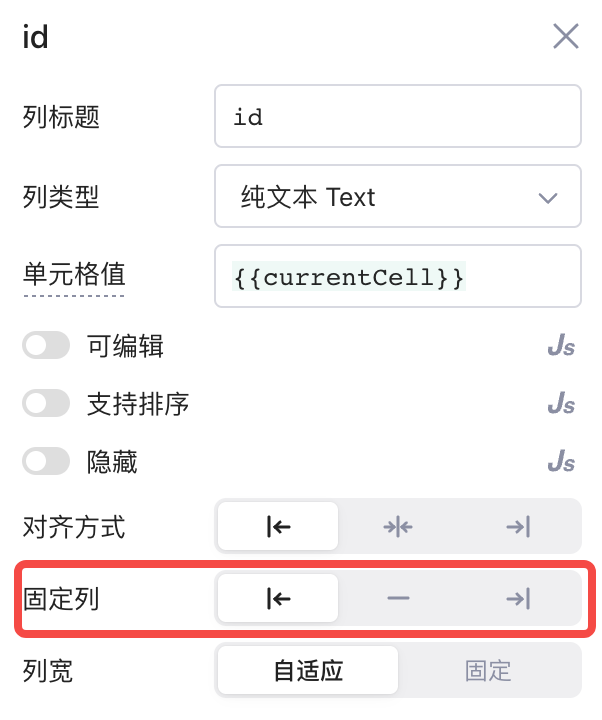 id
列标题 id
列类型 纯文本 Text
单元格值 {{currentCell}}
可编辑 Js
支持排序 Js
隐藏 Js
对齐方式
固定列
列宽 自适应 固定